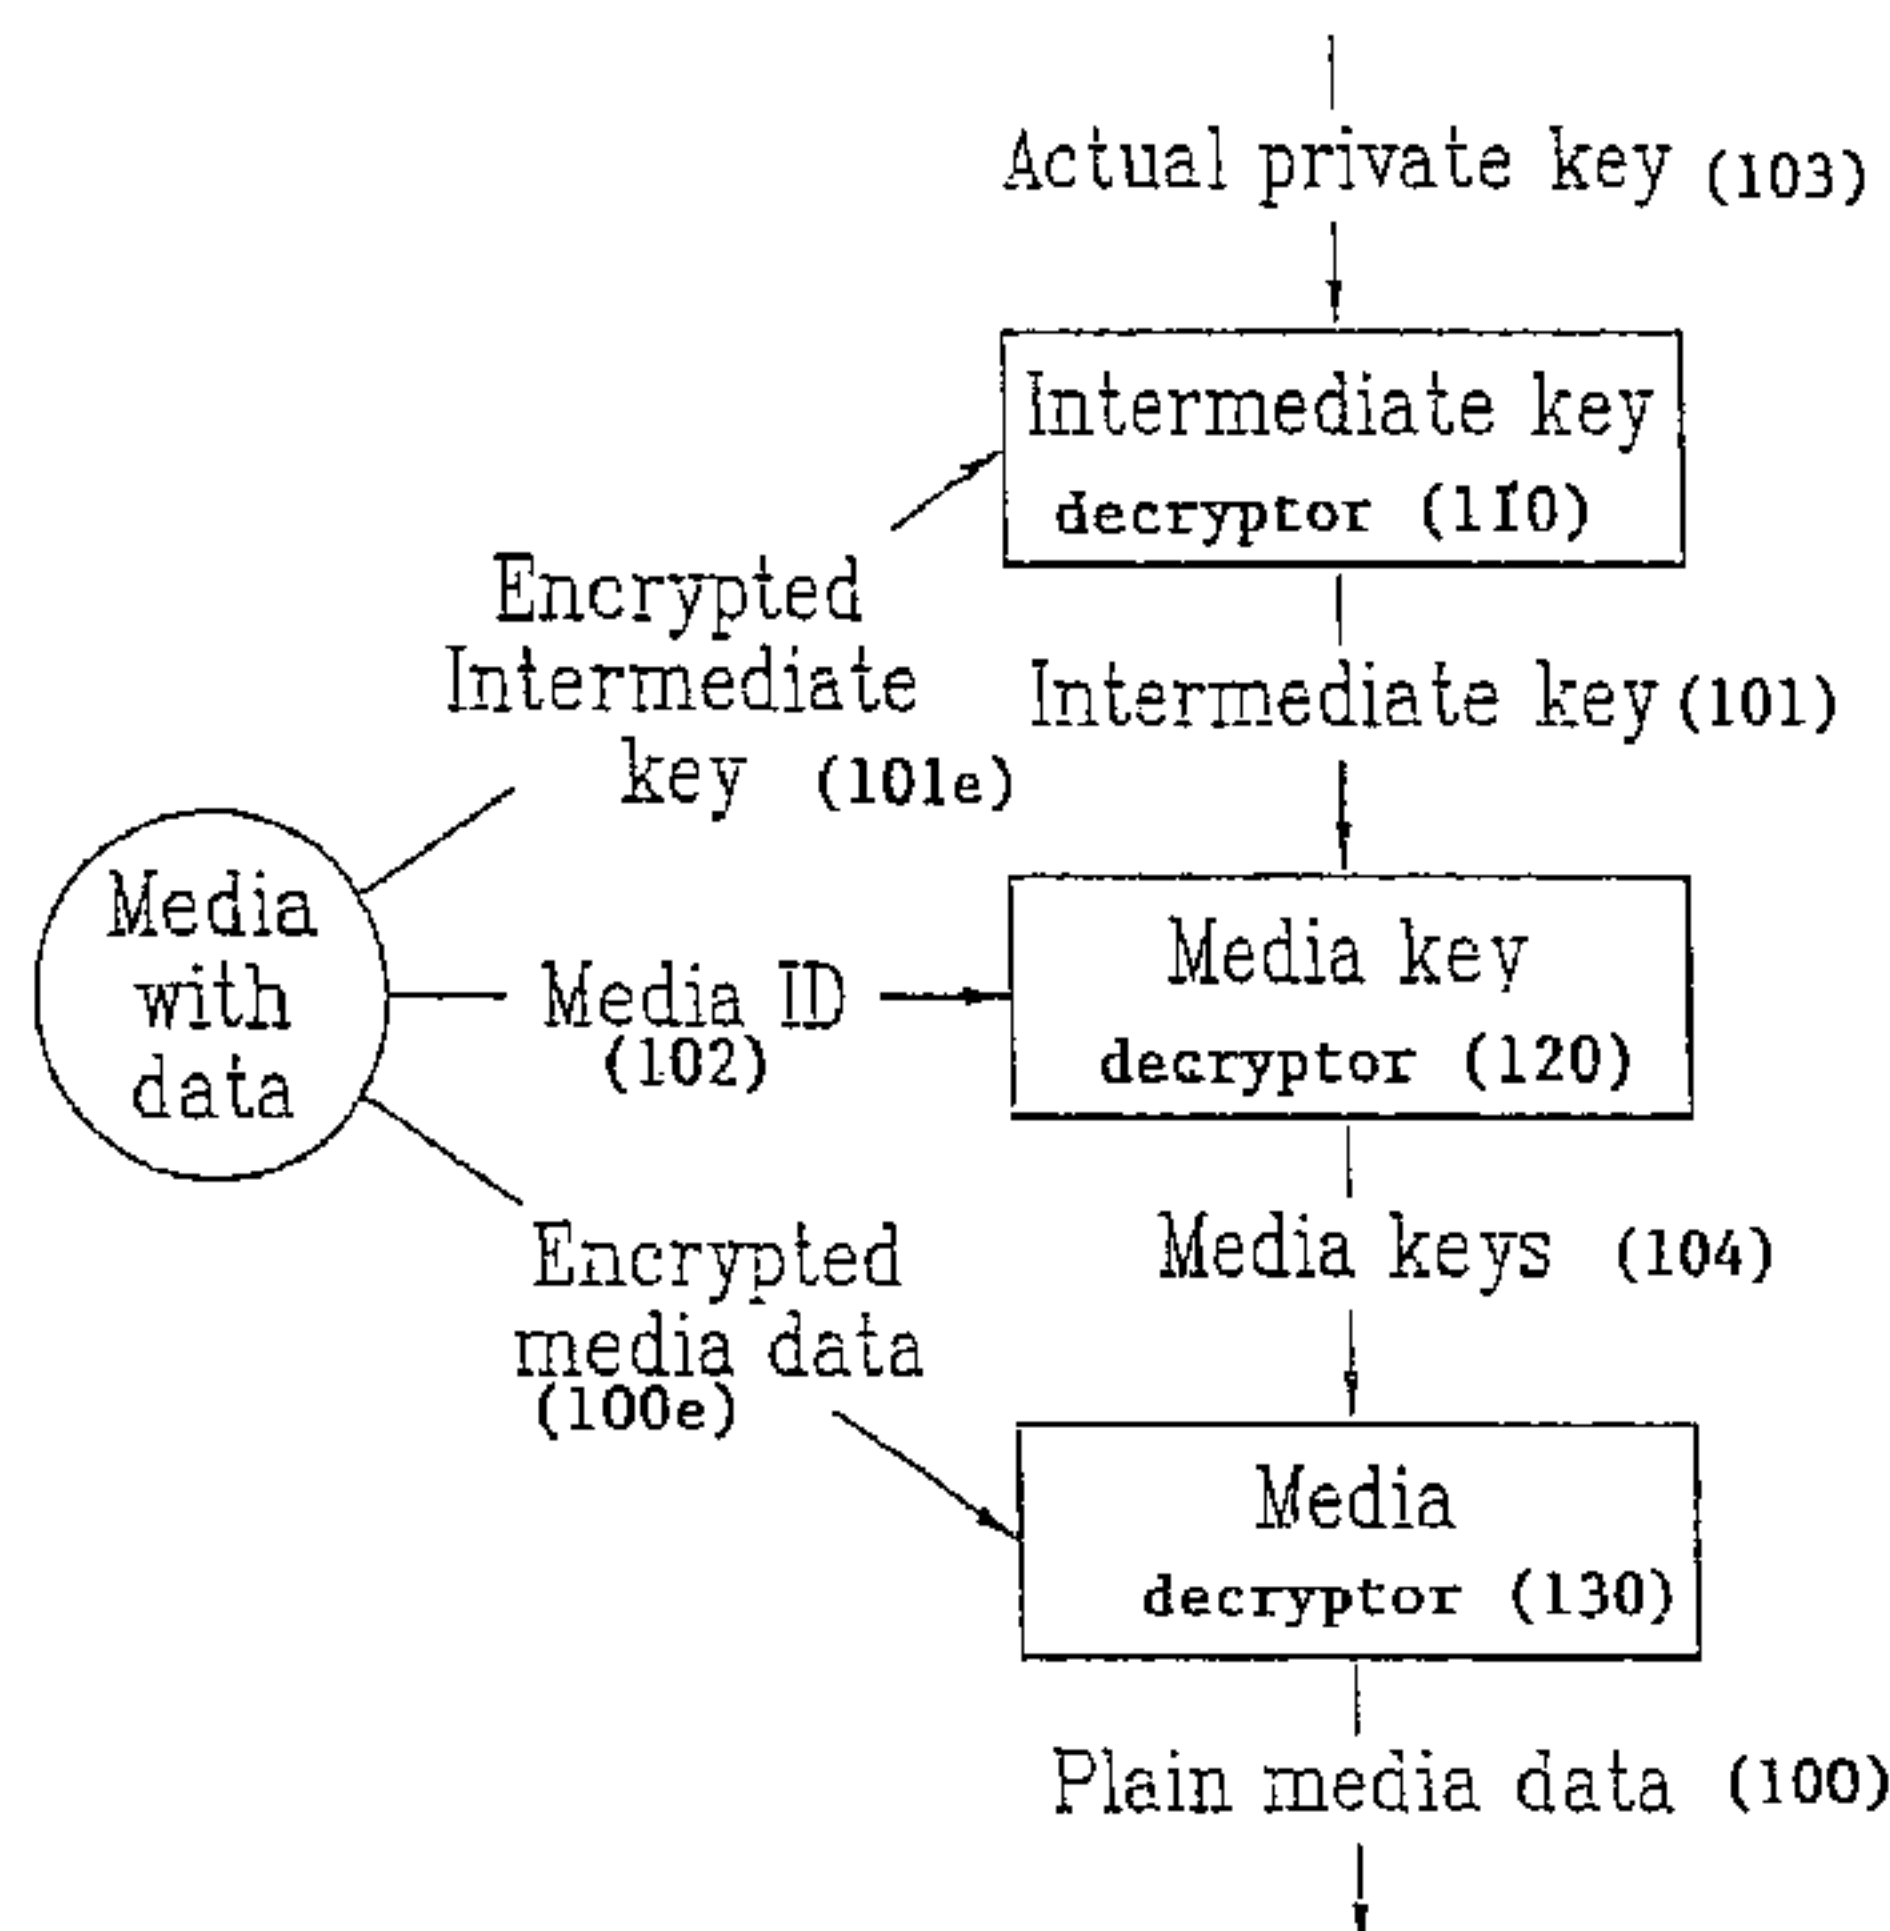 Actual private key (103)
Intermediate key
decryptor (110)
Encrypted
Intermediate
key (101e)
Intermediate key (101)
Media
with
data
Media ID
(102)
Media key
decryptor (120)
Media keys (104)
Encrypted
media data
(100e)
Media
decryptor (130)
Plain media data (100)